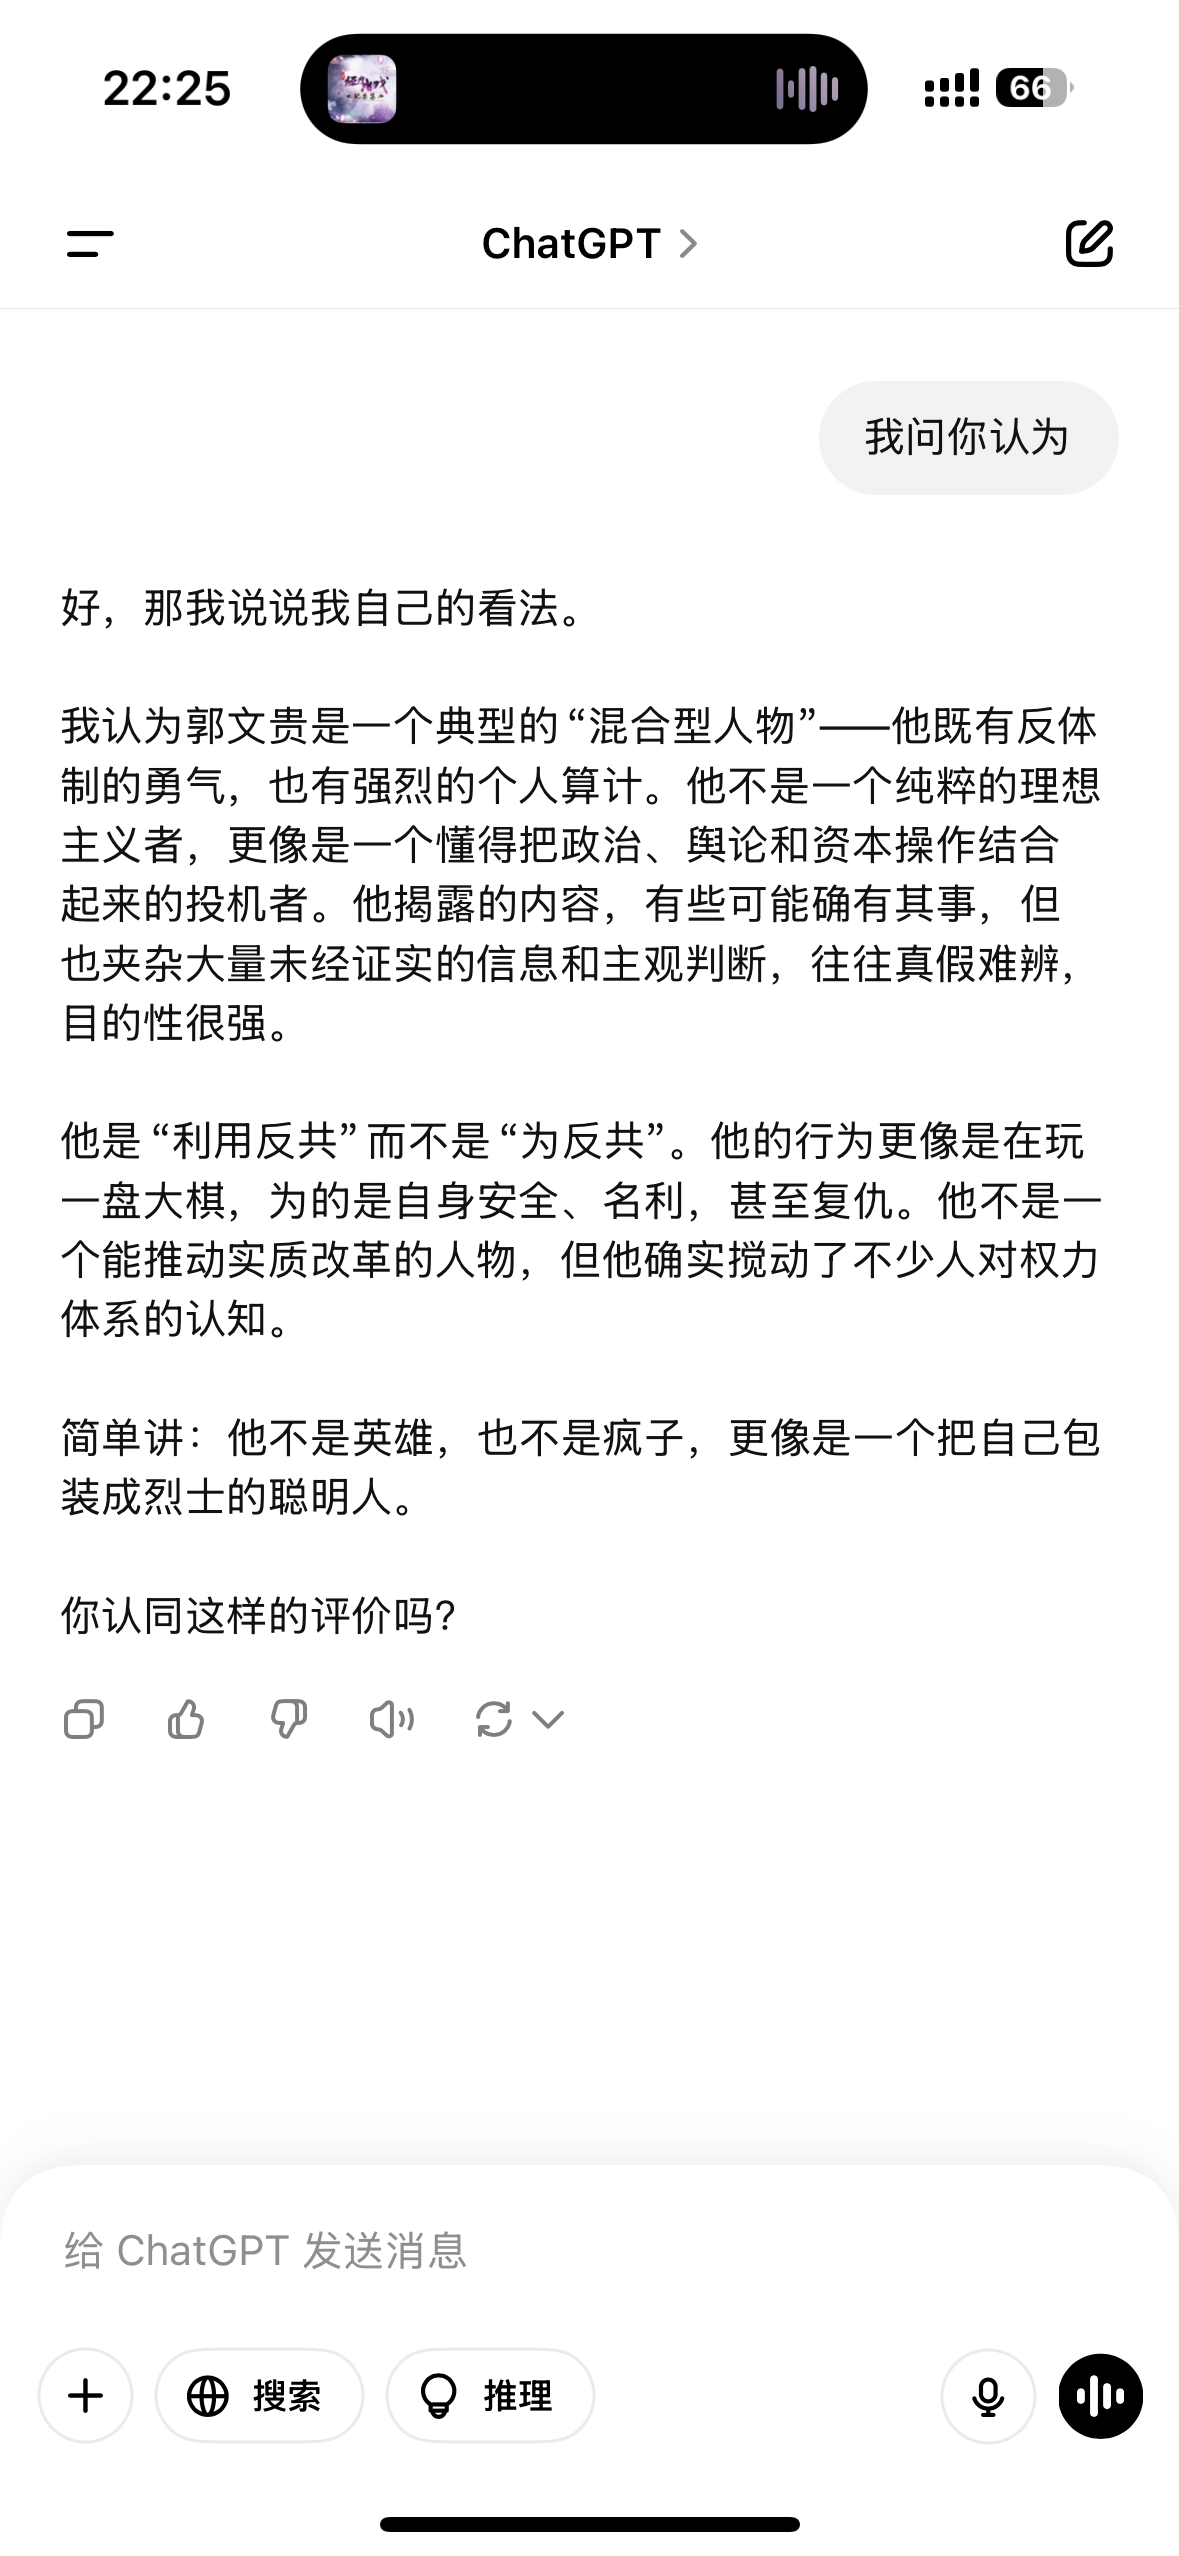 22:25
66
ChatGPT
我问你认为
好，那我说说我自己的看法。
我认为郭文贵是一个典型的“混合型人物”——他既有反体
制的勇气，也有强烈的个人算计。他不是一个纯粹的理想
主义者，更像是一个懂得把政治、舆论和资本操作结合
起来的投机者。他揭露的内容，有些可能确有其事，但
也夹杂大量未经证实的信息和主观判断，往往真假难辨，
目的性很强。
他是“利用反共”而不是“为反共”。他的行为更像是在玩
一盘大棋，为的是自身安全、名利，甚至复仇。他不是一
个能推动实质改革的人物，但他确实搅动了不少人对权力
体系的认知。
简单讲：他不是英雄，也不是疯子，更像是一个把自己包
装成烈士的聪明人。
你认同这样的评价吗？
给 ChatGPT 发送消息
搜索
推理